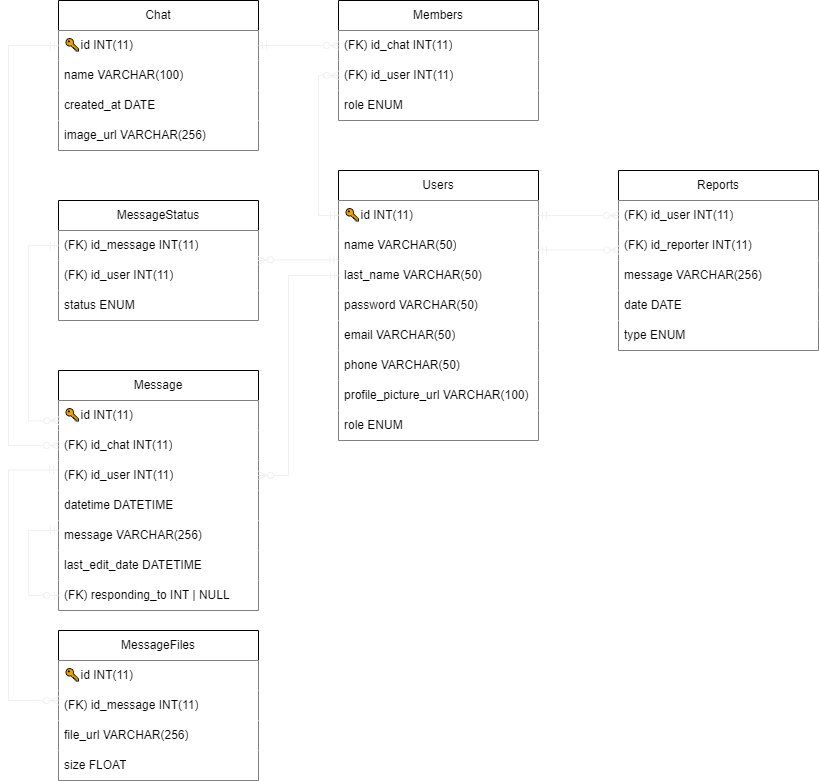 Chat
id INT(11)
name VARCHAR(100)
created_at DATE
image_url VARCHAR(256)
Members
(FK) id_chat INT(11)
(FK) id_user INT(11)
role ENUM
MessageStatus
(FK) id_message INT(11)
(FK) id_user INT(11)
status ENUM
Users
id INT(11)
name VARCHAR(50)
last_name VARCHAR(50)
password VARCHAR(50)
email VARCHAR(50)
phone VARCHAR(50)
profile_picture_url VARCHAR(100)
role ENUM
Reports
(FK) id_user INT(11)
(FK) id_reporter INT(11)
message VARCHAR(256)
date DATE
type ENUM
Message
id INT(11)
(FK) id_chat INT(11)
(FK) id_user INT(11)
datetime DATETIME
message VARCHAR(256)
last_edit_date DATETIME
(FK) responding_to INT | NULL
MessageFiles
id INT(11)
(FK) id_message INT(11)
file_url VARCHAR(256)
size FLOAT